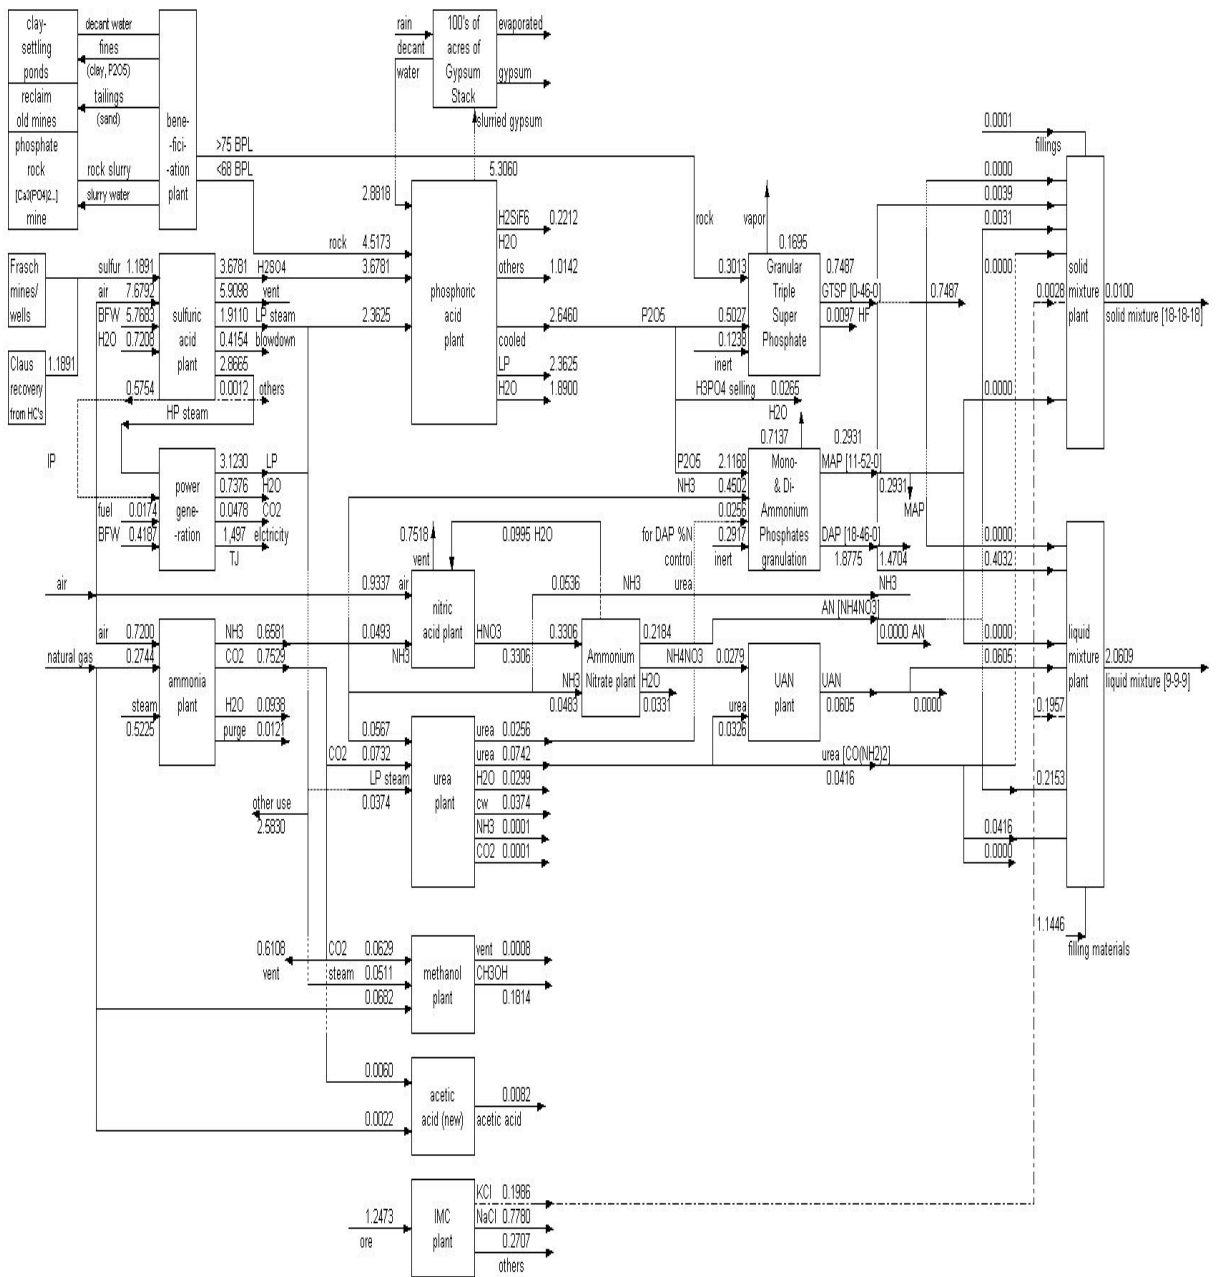 clay-
settling
ponds
reclaim
old mines
phosphate
rock
[Ca3(PO4)2...]
mine
decant water
fines
(clay, P2O5)
tailings
(sand)
rock slurry
slurry water
bene-
-fici-
-ation
plant
>75 BPL
<68 BPL
rain
decant
water
100's of
acres of
Gypsum
Stack
evaporated
gypsum
slurried gypsum
5.3060
2.8818
rock 4.5173
3.6781
2.3625
phosphoric
acid
plant
H2SiF6 0.2212
H2O
others 1.0142
2.6460
cooled
LP 2.3625
H2O 1.8900
P2O5
Frasch
mines/
wells
Claus
recovery
from HC's
1.1891
sulfur 1.1891
air 7.6792
BFW 5.7683
H2O 0.7208
sulfuric
acid
plant
3.6781 H2SO4
5.9098 vent
1.9110 LP steam
0.4154 blowdown
2.8665
0.0012 others
0.5754
HP steam
IP
fuel 0.0174
BFW 0.4187
power
gene-
-ration
3.1230 LP
0.7376 H2O
0.0478 CO2
1,497 elctricity
TJ
rock
vapor
0.1695
0.3013
0.5027
0.1238
inert
Granular
Triple
Super
Phosphate
0.7487
GTSP [0-46-0]
0.0097 HF
0.7487
H3PO4 selling 0.0265
H2O
0.7137
P2O5 2.1168
NH3 0.4502
0.0256
for DAP %N
control
0.2917
inert
urea
Mono-
& Di-
Ammonium
Phosphates
granulation
0.2931
MAP [11-52-0]
0.2931
MAP
DAP [18-46-0]
1.8775
1.4704
0.0001
fillings
0.0000
0.0039
0.0031
0.0000
0.0028
0.0000
solid
mixture
plant
0.0100
solid mixture [18-18-18]
air
0.7518
vent
0.0995 H2O
0.9337 air
0.0493
NH3
nitric
acid plant
HNO3
0.3306
0.3306
NH3
0.0483
0.0536 NH3
NH3
Ammonium
Nitrate plant
0.2184
NH4NO3
0.0279
H2O
0.0331
AN [NH4NO3]
0.0000 AN
UAN
plant
urea
0.0326
UAN
0.0605
0.0000
air 0.7200
natural gas
0.2744
steam
0.5225
ammonia
plant
NH3 0.6581
CO2 0.7529
H2O 0.0938
purge 0.0121
0.0567
CO2 0.0732
LP steam
0.0374
urea
plant
urea 0.0256
urea 0.0742
H2O 0.0299
cw 0.0374
NH3 0.0001
CO2 0.0001
urea [CO(NH2)2]
0.0416
other use
2.5830
0.0000
0.4032
0.0000
0.0605
0.1957
0.2153
0.0416
0.0000
liquid
mixture
plant
2.0609
liquid mixture [9-9-9]
1.1446
filling materials
0.6108
vent
CO2 0.0629
steam 0.0511
0.0682
methanol
plant
vent 0.0008
CH3OH
0.1814
0.0060
0.0022
acetic
acid (new)
0.0082
acetic acid
1.2473
ore
IMC
plant
KCl 0.1986
NaCl 0.7780
0.2707
others